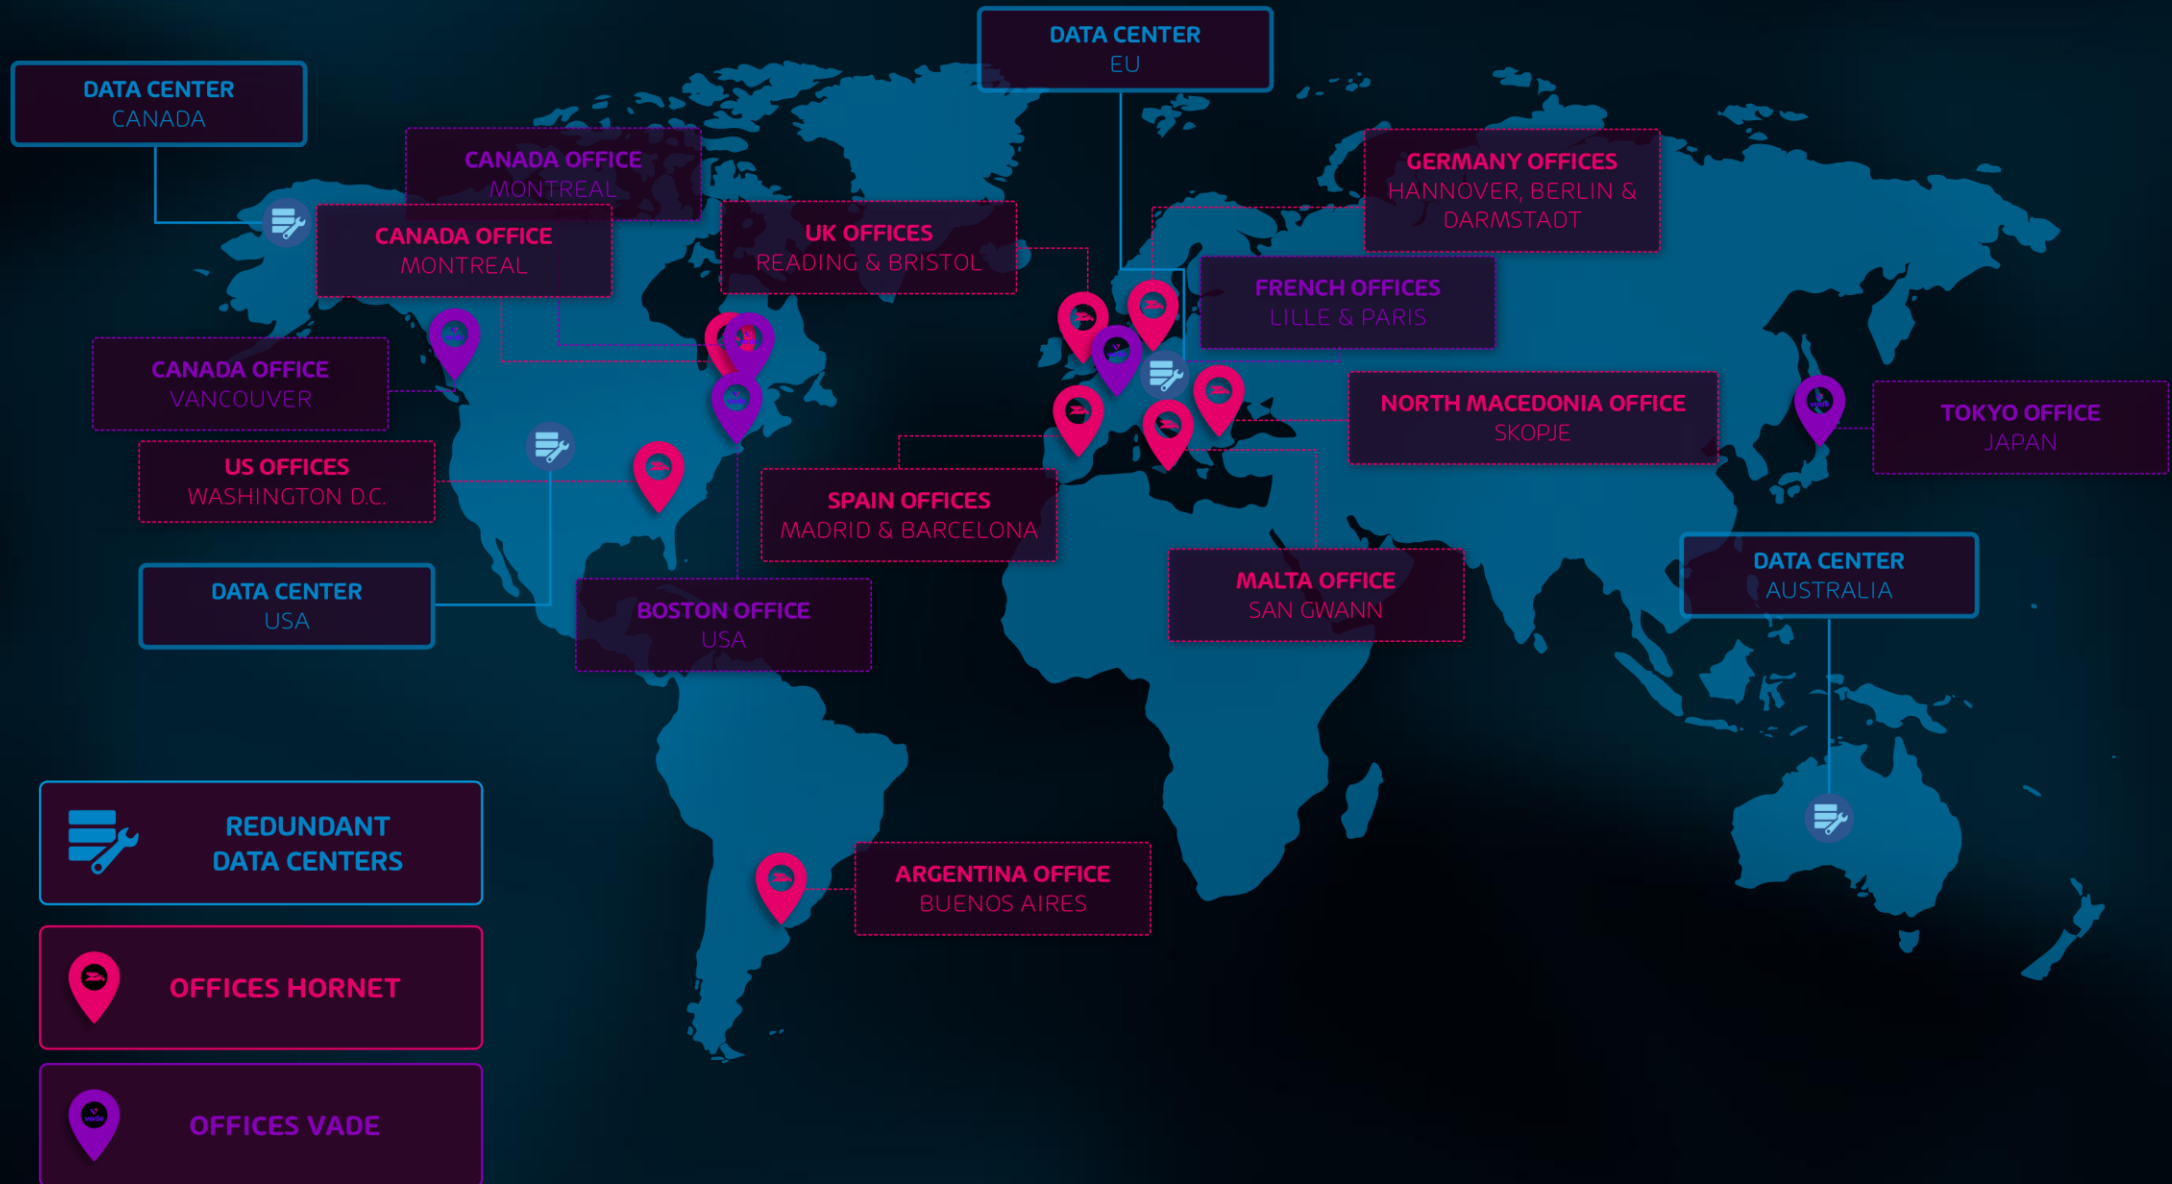 DATA CENTER
EU
DATA CENTER
CANADA
CANADA OFFICE
MONTREAL
GERMANY OFFICES
HANNOVER, BERLIN &
DARMSTADT
CANADA OFFICE
MONTREAL
UK OFFICES
READING & BRISTOL
FRENCH OFFICES
LILLE & PARIS
CANADA OFFICE
VANCOUVER
NORTH MACEDONIA OFFICE
SKOPJE
TOKYO OFFICE
JAPAN
US OFFICES
WASHINGTON D.C.
SPAIN OFFICES
MADRID & BARCELONA
DATA CENTER
USA
BOSTON OFFICE
USA
MALTA OFFICE
SAN GWANN
DATA CENTER
AUSTRALIA
REDUNDANT
DATA CENTERS
ARGENTINA OFFICE
BUENOS AIRES
OFFICES HORNET
vade
OFFICES VADE